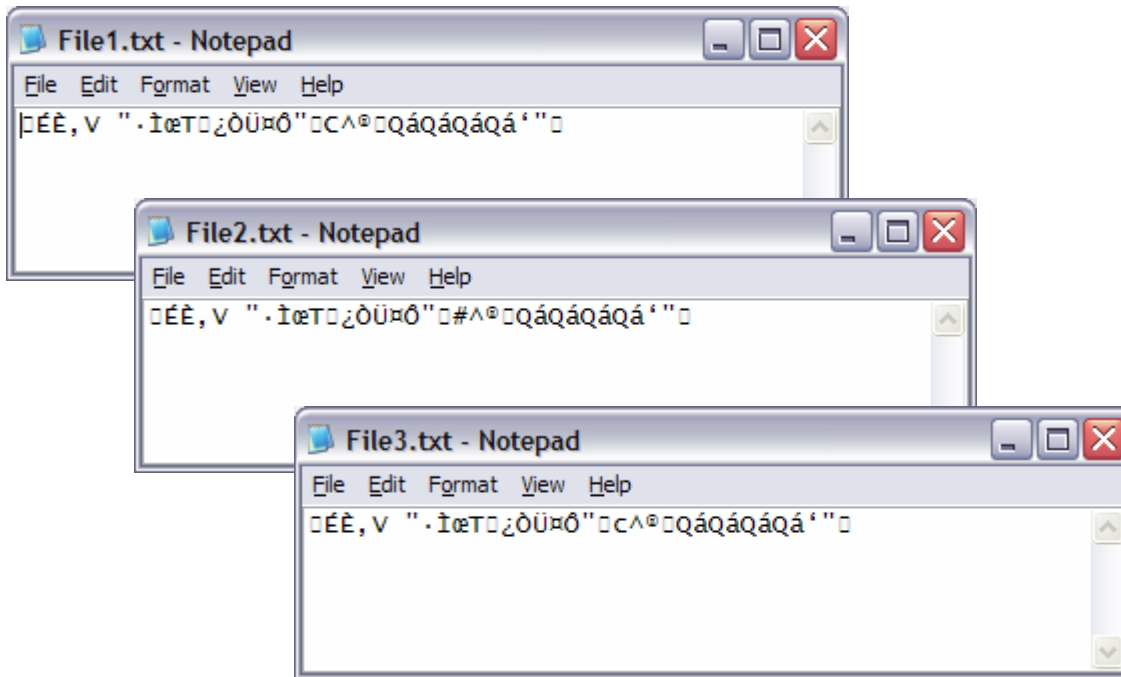 File1.txt - Notepad
File Edit Format View Help
▯ÉÈ,V "·ÌœT▯¿ÒÜ¤Ô"▯C^®▯QáQáQáQá‘"▯
File2.txt - Notepad
File Edit Format View Help
▯ÉÈ,V "·ÌœT▯¿ÒÜ¤Ô"▯#^®▯QáQáQáQá‘"▯
File3.txt - Notepad
File Edit Format View Help
▯ÉÈ,V "·ÌœT▯¿ÒÜ¤Ô"▯c^®▯QáQáQáQá‘"▯